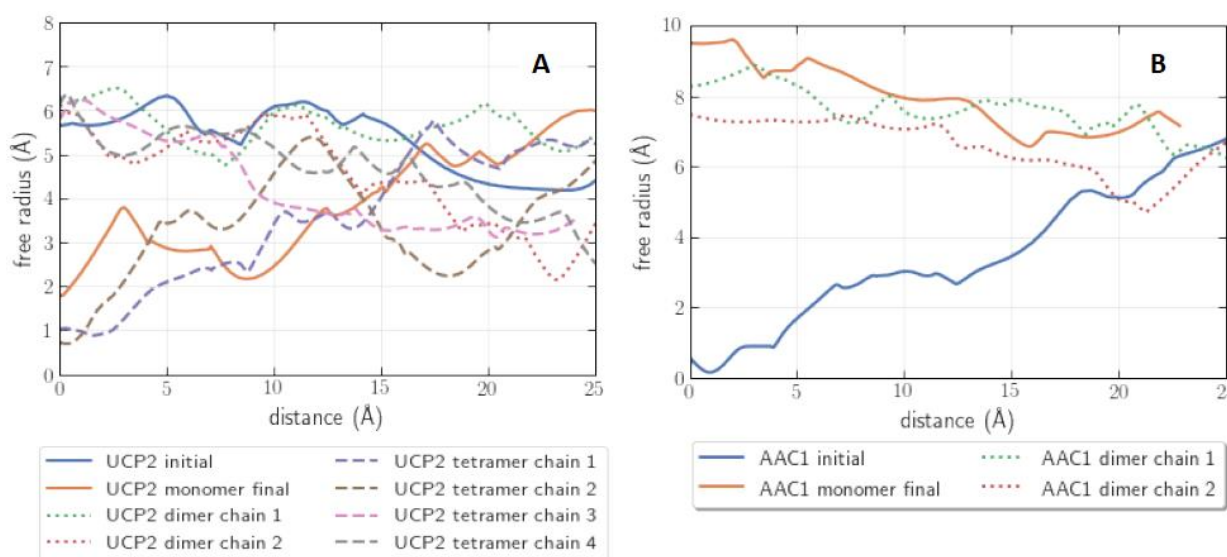 A
8
7
6
5
4
3
2
1
0
free radius (Å)
0 5 10 15 20 25
distance (Å)
UCP2 initial
UCP2 monomer final
UCP2 dimer chain 1
UCP2 dimer chain 2
UCP2 tetramer chain 1
UCP2 tetramer chain 2
UCP2 tetramer chain 3
UCP2 tetramer chain 4
B
10
8
6
4
2
0
free radius (Å)
0 5 10 15 20 2
distance (Å)
AAC1 initial
AAC1 monomer final
AAC1 dimer chain 1
AAC1 dimer chain 2